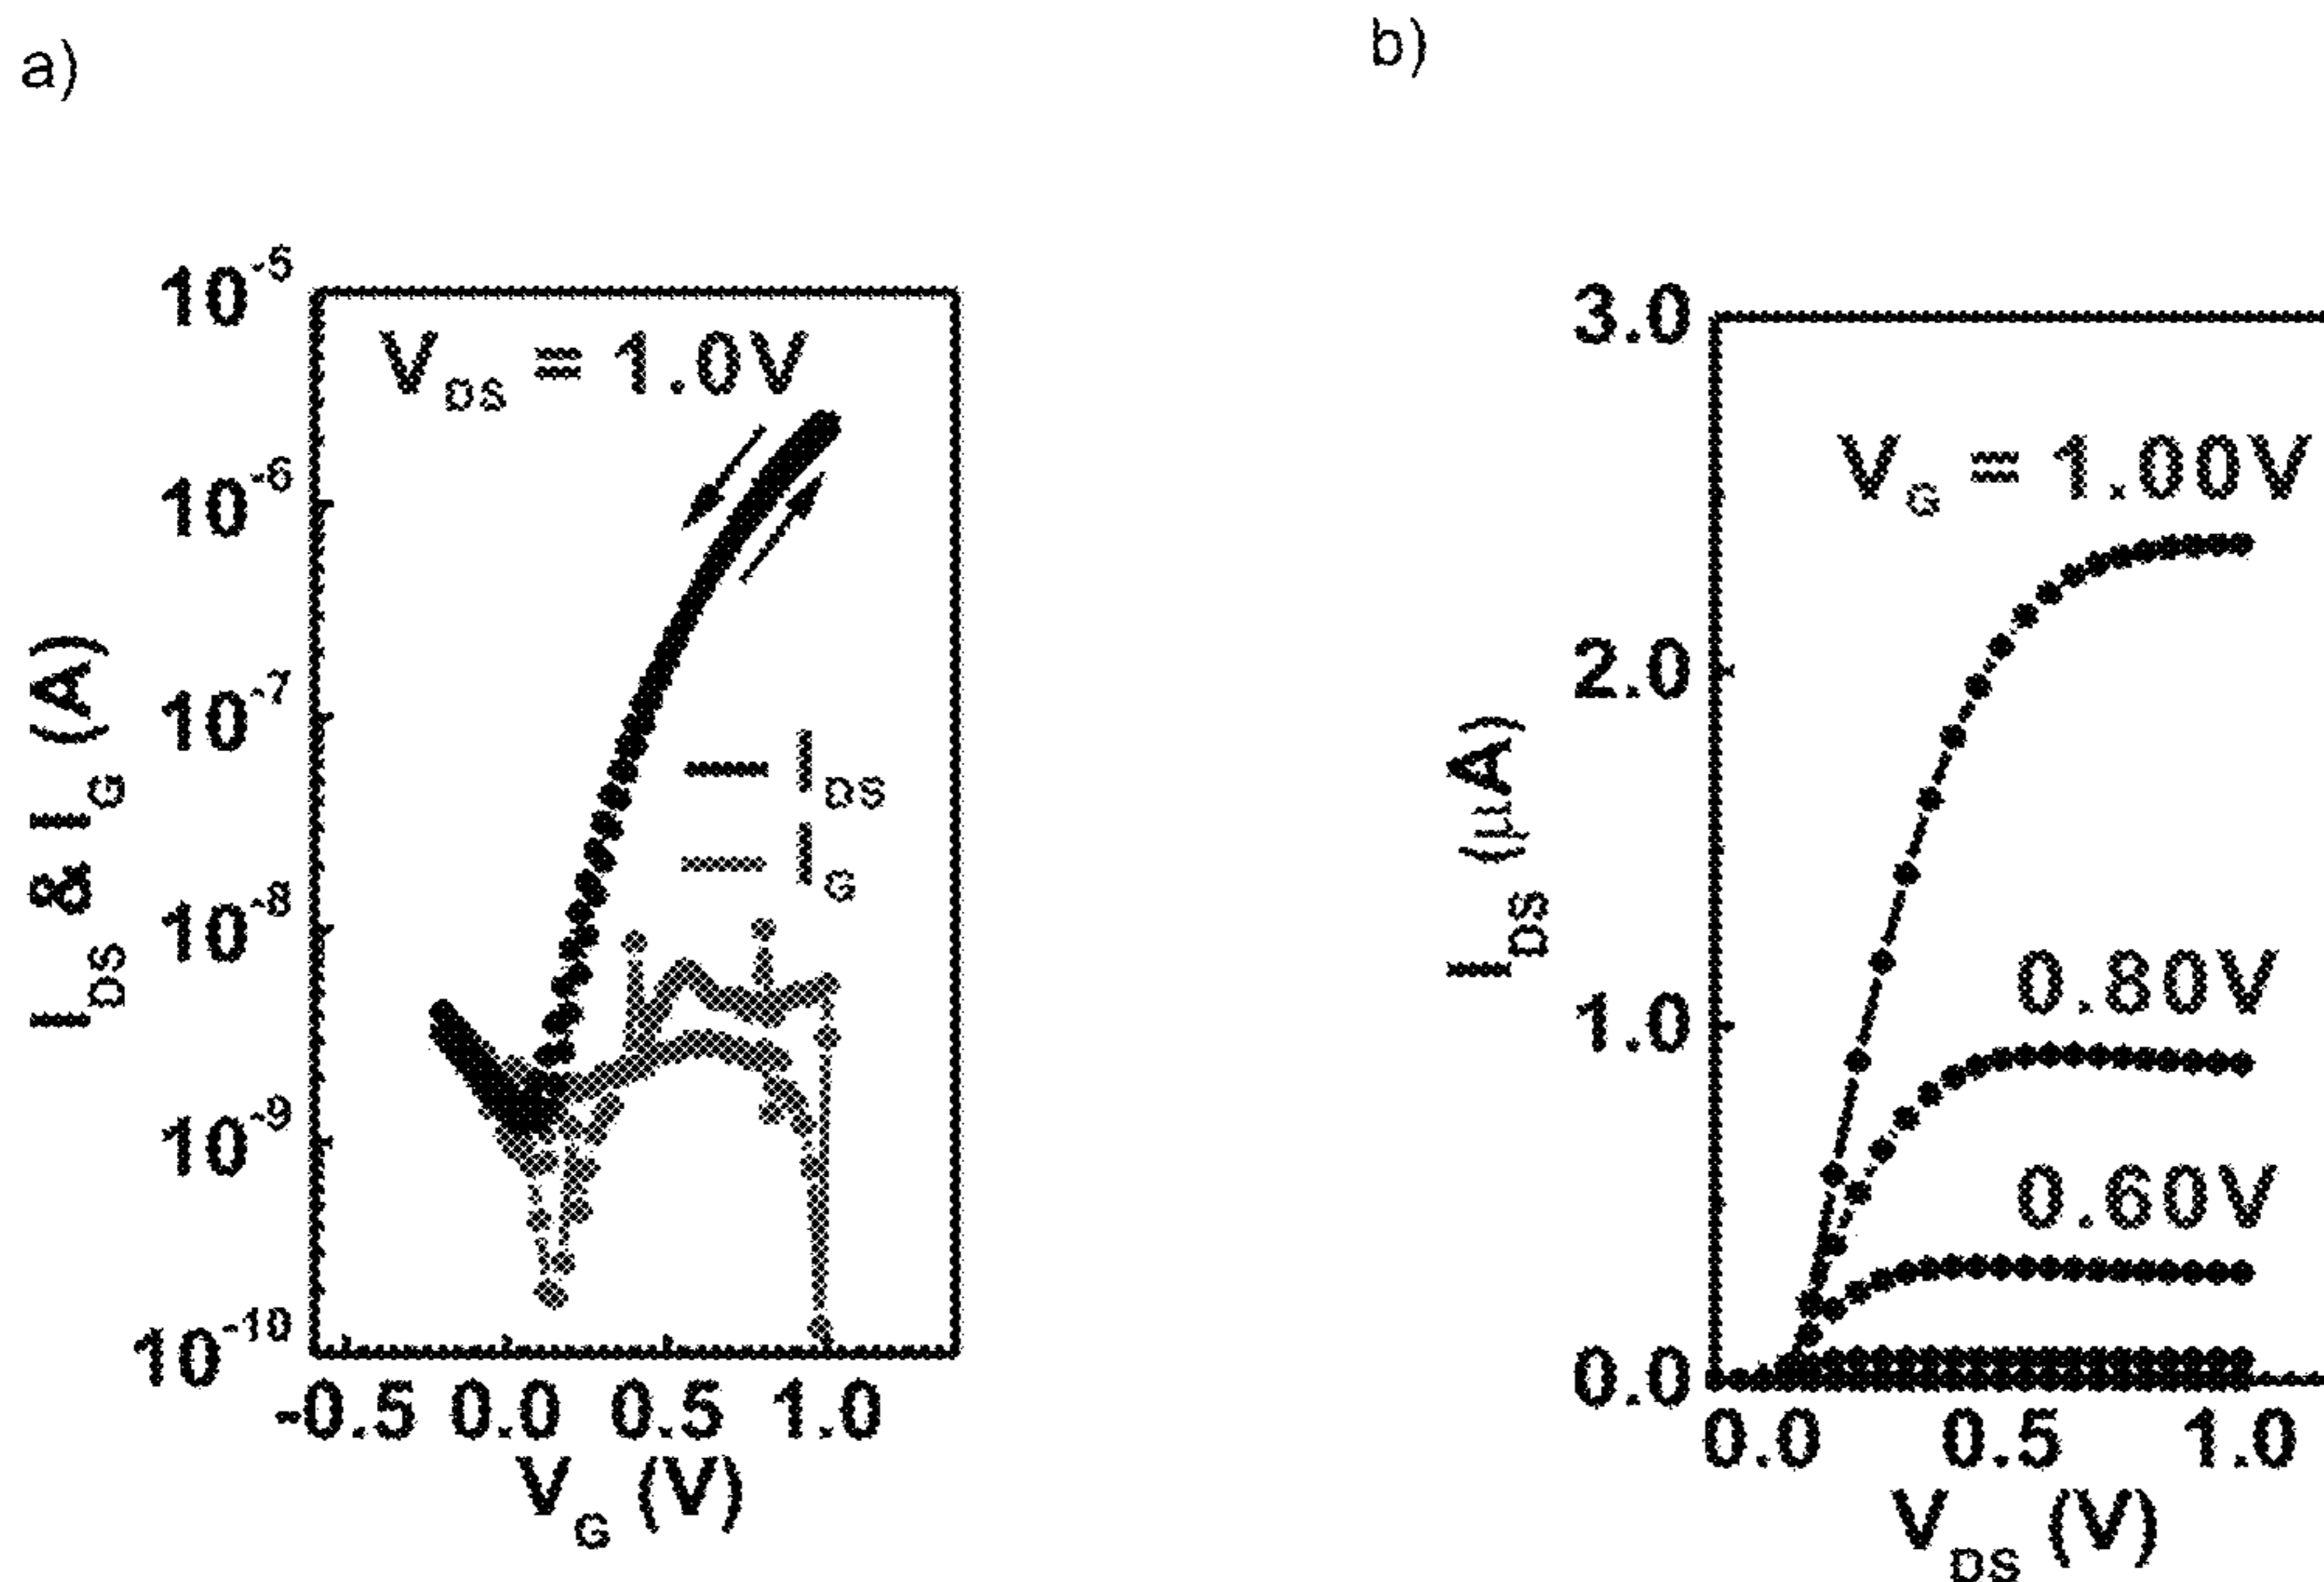 a)
10^-5
10^-6
10^-7
10^-8
10^-9
10^-10
I_DS & I_G (A)
V_DS = 1.0V
I_DS
I_G
-0.5 0.0 0.5 1.0
V_G (V)
b)
3.0
2.0
1.0
0.0
I_DS (μA)
V_G = 1.00V
0.80V
0.60V
0.0 0.5 1.0
V_DS (V)